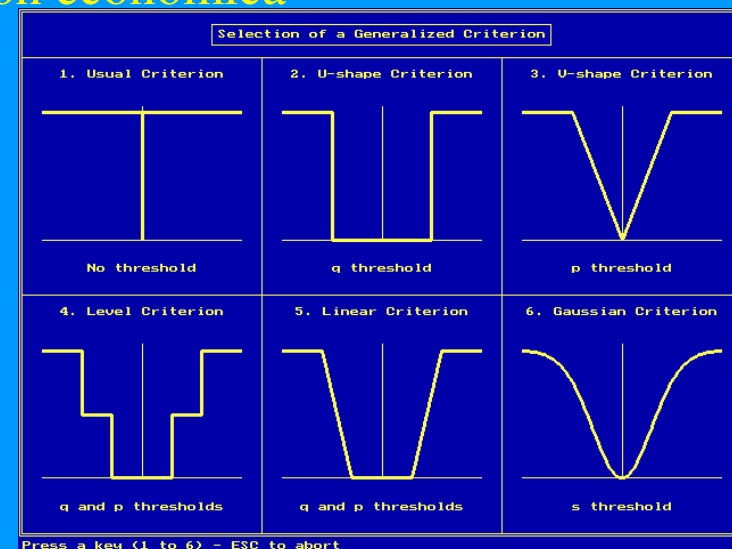 on económica
Selection of a Generalized Criterion
1. Usual Criterion
2. U-shape Criterion
3. V-shape Criterion
No threshold
q threshold
p threshold
4. Level Criterion
5. Linear Criterion
6. Gaussian Criterion
q and p thresholds
q and p thresholds
s threshold
Press a key (1 to 6) - ESC to abort